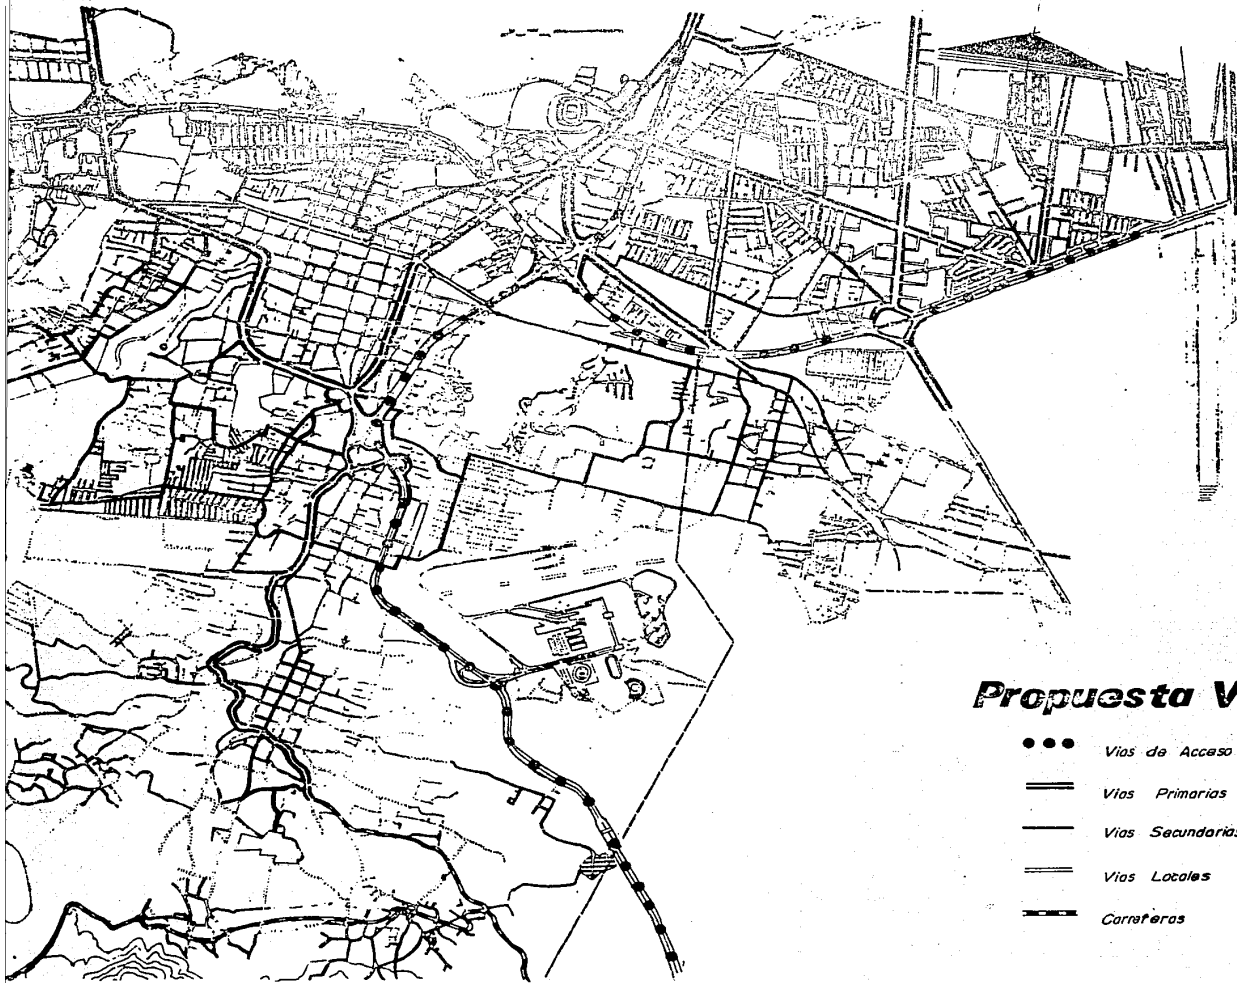 Propuesta V
Vias de Acceso
Vias Primarias
Vias Secundarias
Vias Locales
Carreteras